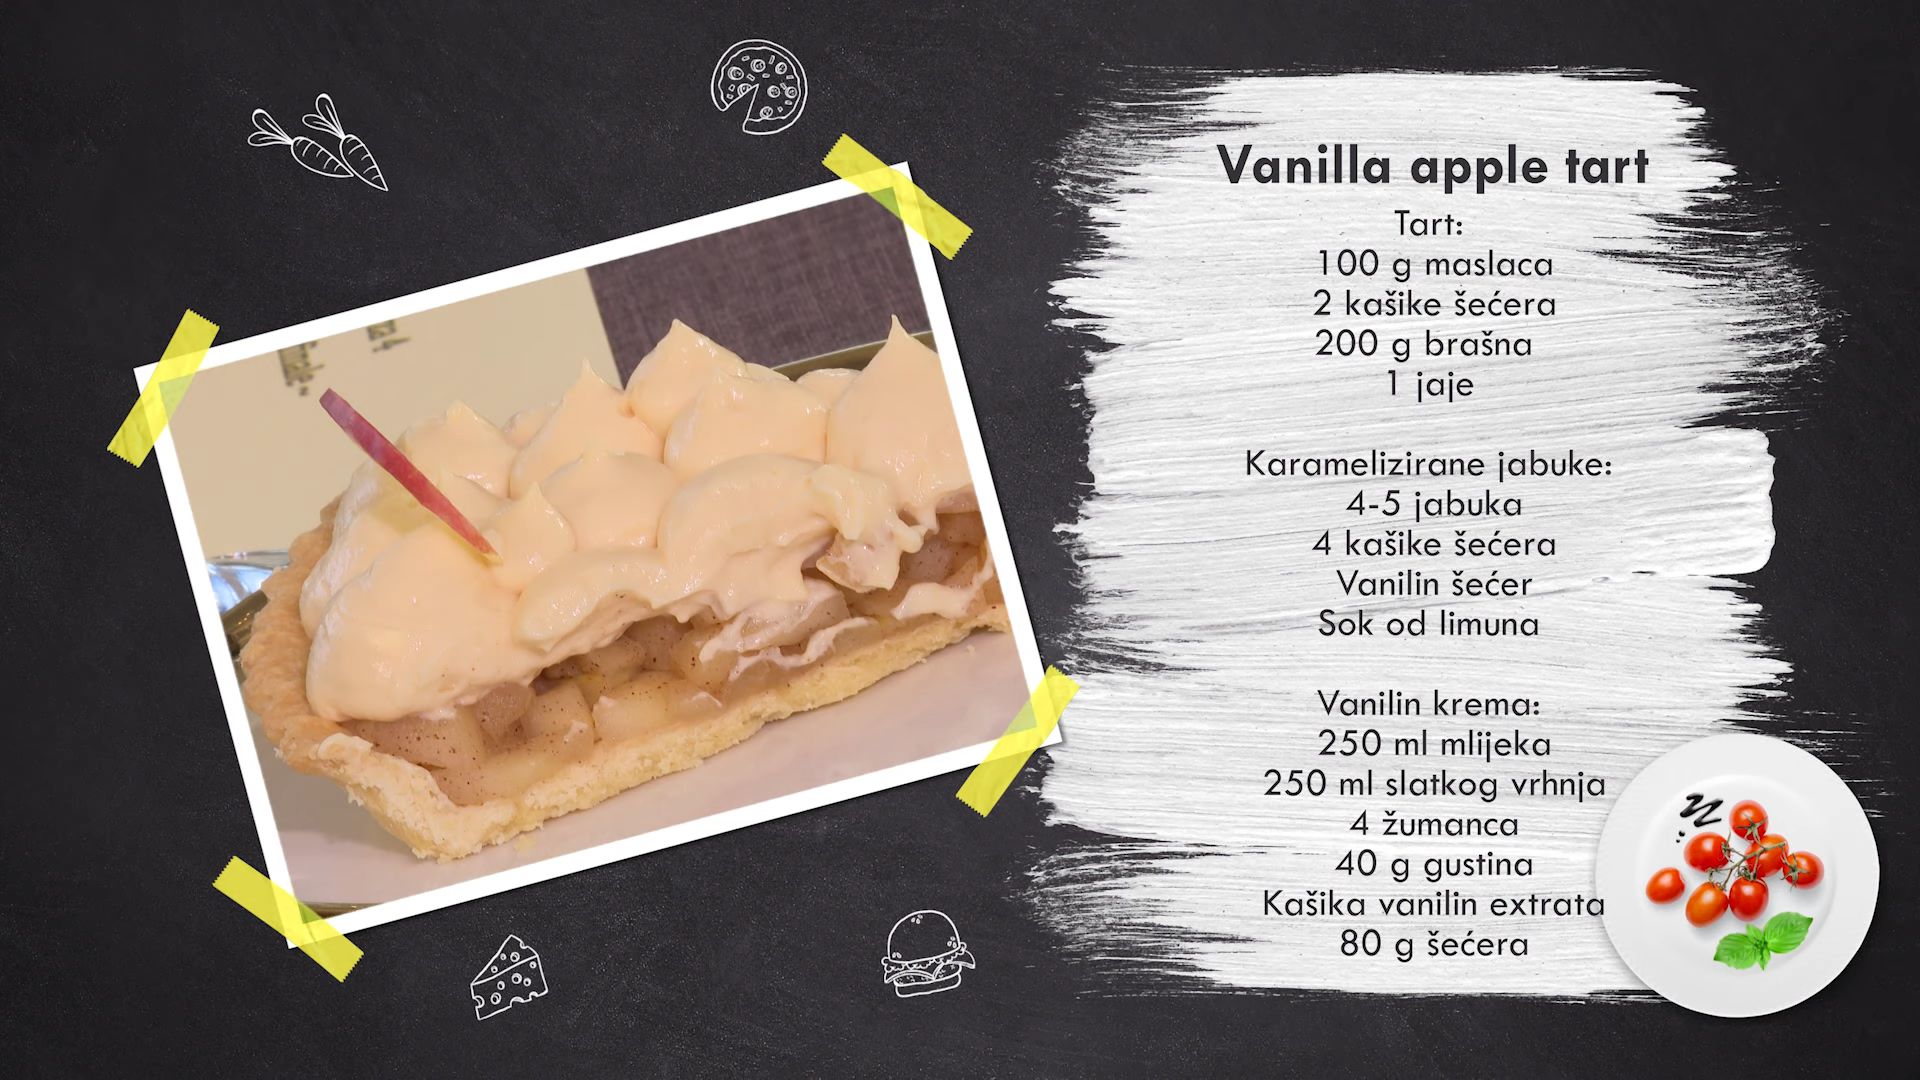 Vanilla apple tart
Tart:
100 g maslaca
2 kašike šećera
200 g brašna
1 jaje
Karamelizirane jabuke:
4-5 jabuka
4 kašike šećera
Vanilin šećer
Sok od limuna
Vanilin krema:
250 ml mlijeka
250 ml slatkog vrhnja
4 žumanca
40 g gustina
Kašika vanilin extrata
80 g šećera